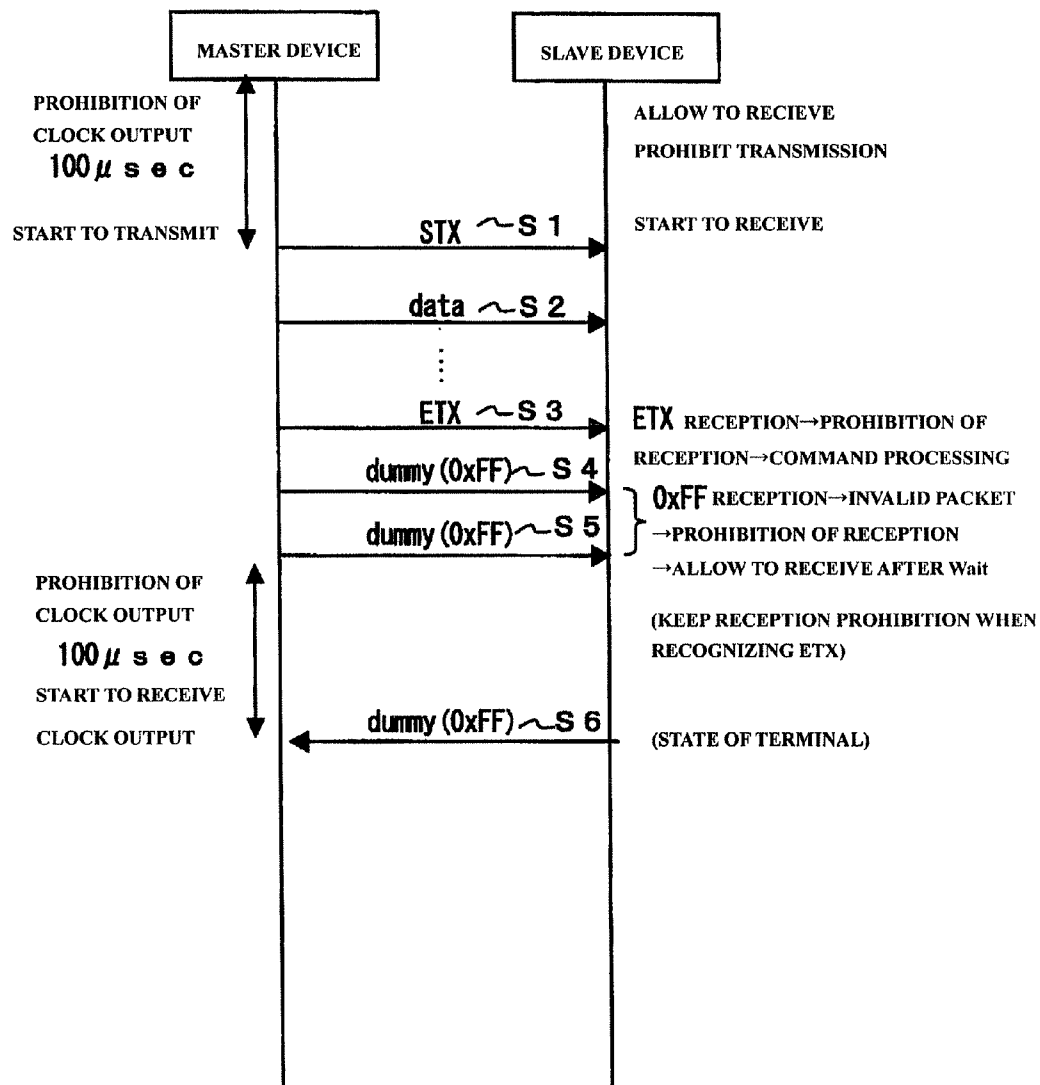 MASTER DEVICE
SLAVE DEVICE
PROHIBITION OF
CLOCK OUTPUT
100μsec
ALLOW TO RECIEVE
PROHIBIT TRANSMISSION
START TO TRANSMIT
STX ~S1
START TO RECEIVE
data ~S2
ETX ~S3
ETX RECEPTION→PROHIBITION OF
RECEPTION→COMMAND PROCESSING
dummy(0xFF)~S4
dummy(0xFF)~S5
0xFF RECEPTION→INVALID PACKET
→PROHIBITION OF RECEPTION
→ALLOW TO RECEIVE AFTER Wait
PROHIBITION OF
CLOCK OUTPUT
100μsec
(KEEP RECEPTION PROHIBITION WHEN
RECOGNIZING ETX)
START TO RECEIVE
CLOCK OUTPUT
dummy(0xFF)~S6
(STATE OF TERMINAL)